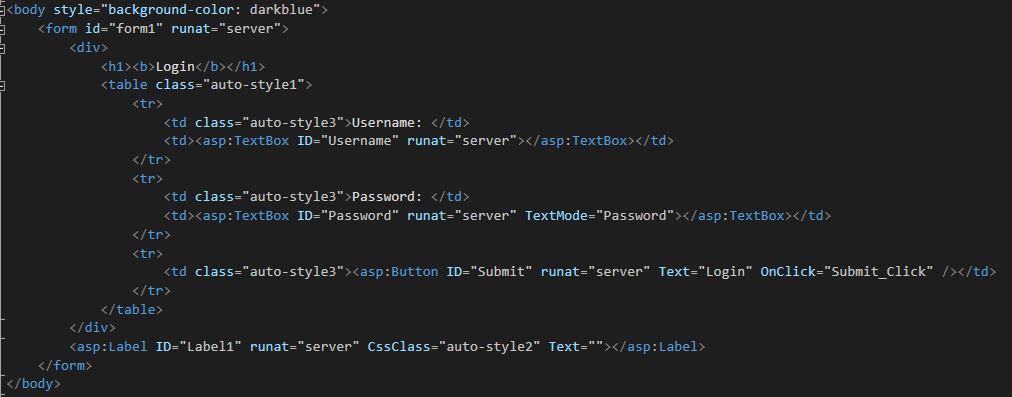 <body style="background-color: darkblue">
<form id="form1" runat="server">
<div>
<h1><b>Login</b></h1>
<table class="auto-style1">
<tr>
<td class="auto-style3">Username: </td>
<td><asp:TextBox ID="Username" runat="server"></asp:TextBox></td>
</tr>
<tr>
<td class="auto-style3">Password: </td>
<td><asp:TextBox ID="Password" runat="server" TextMode="Password"></asp:TextBox></td>
</tr>
<tr>
<td class="auto-style3"><asp:Button ID="Submit" runat="server" Text="Login" OnClick="Submit_Click" /></td>
</tr>
</table>
</div>
<asp:Label ID="Label1" runat="server" CssClass="auto-style2" Text=""></asp:Label>
</form>
</body>